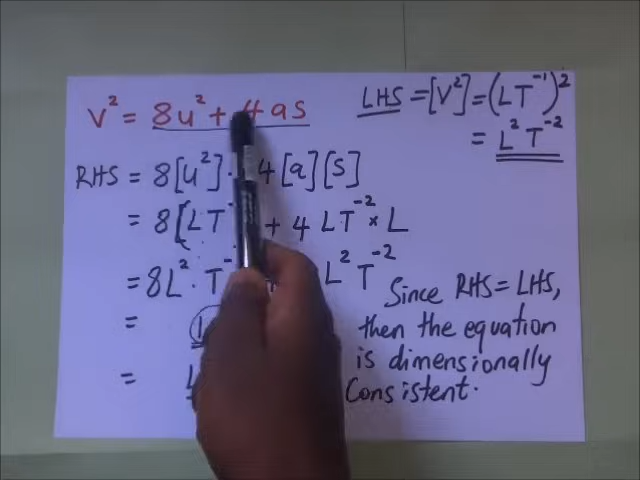 V² = 8u² + 4as
LHS = [V²] = (LT⁻¹)²
= L²T⁻²
RHS = 8[u²] 4[a][s]
= 8[LT⁻ + 4 LT⁻² × L
= 8L² · T⁻ L² T⁻²
=
=
Since RHS = LHS,
then the equation
is dimensionally
Consistent.